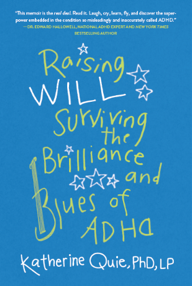 "This memoir is the real deal. Read it. Laugh, cry, learn, fly, and discover the super-
power embedded in the condition so misleadingly and inaccurately called ADHD."
—DR. EDWARD HALLOWELL, NATIONAL ADHD EXPERT AND NEW YORK TIMES
BESTSELLING AUTHOR
Raising
WILL
Surviving
the
Brilliance
and
Blues of
ADHD
Katherine Quie, PhD, LP